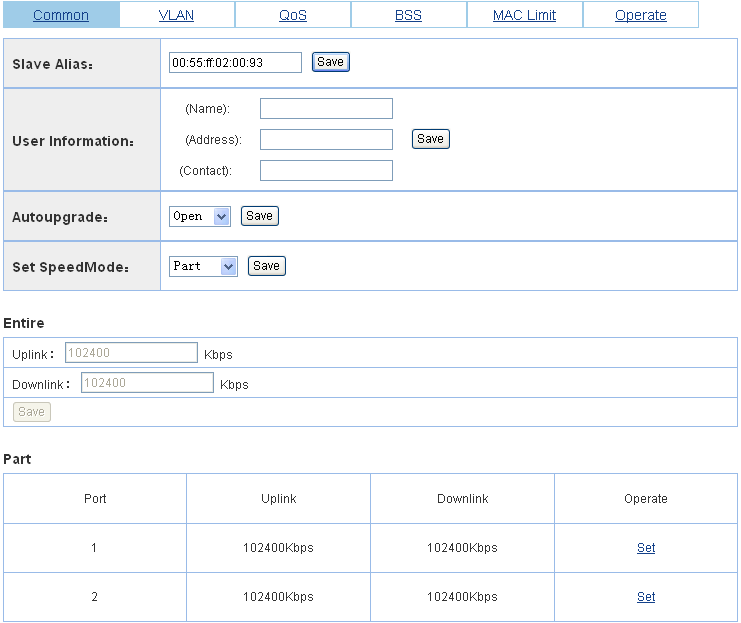 Common VLAN QoS BSS MAC Limit Operate
Slave Alias: 00:55:ff:02:00:93 Save
(Name):
User Information: (Address): Save
(Contact):
Autoupgrade: Open Save
Set SpeedMode: Part Save
Entire
Uplink: 102400 Kbps
Downlink: 102400 Kbps
Save
Part
Port Uplink Downlink Operate
1 102400Kbps 102400Kbps Set
2 102400Kbps 102400Kbps Set